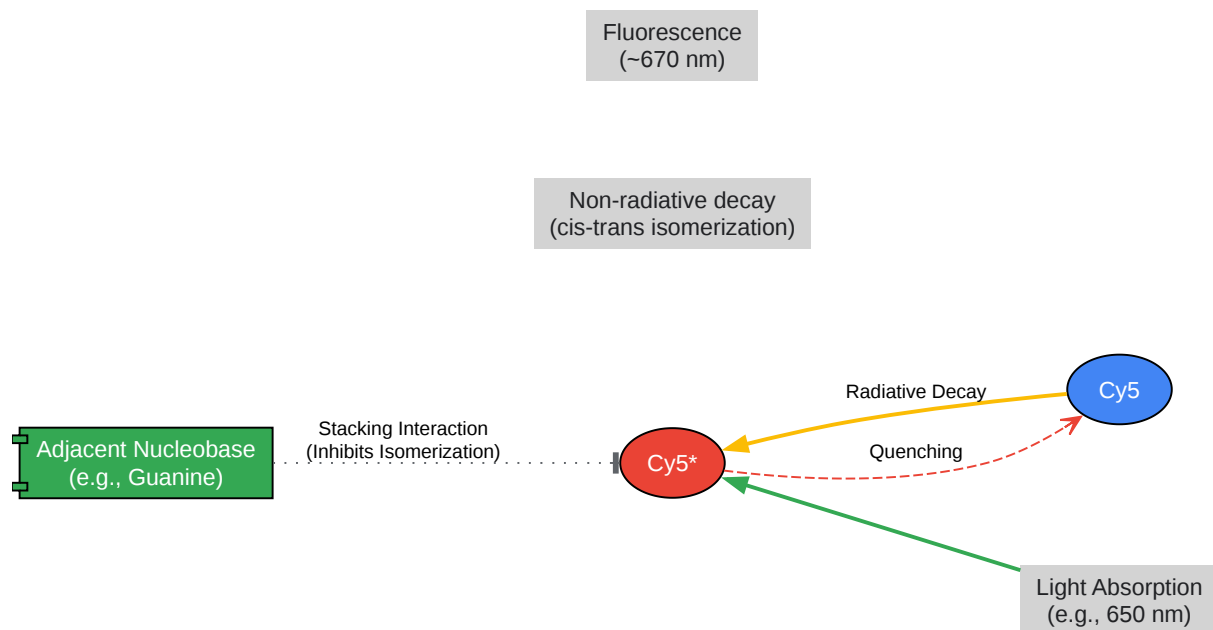 Fluorescence
(~670 nm)
Non-radiative decay
(cis-trans isomerization)
Radiative Decay
Cy5
Stacking Interaction
(Inhibits Isomerization)
Adjacent Nucleobase
(e.g., Guanine)
Cy5*
Quenching
Light Absorption
(e.g., 650 nm)